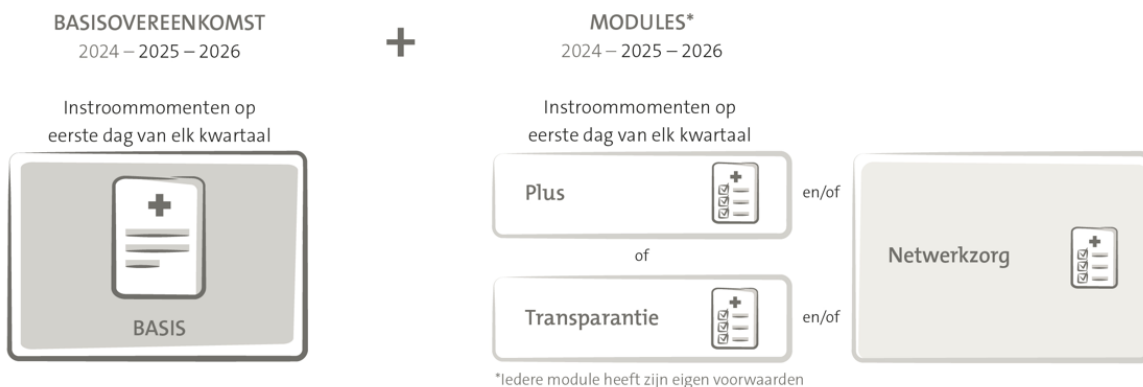 BASISOVEREENKOMST
2024 – 2025 – 2026
Instroommomenten op
eerste dag van elk kwartaal
BASIS
+
MODULES*
2024 – 2025 – 2026
Instroommomenten op
eerste dag van elk kwartaal
Plus
en/of
of
Transparantie
en/of
Netwerkzorg
*Iedere module heeft zijn eigen voorwaarden